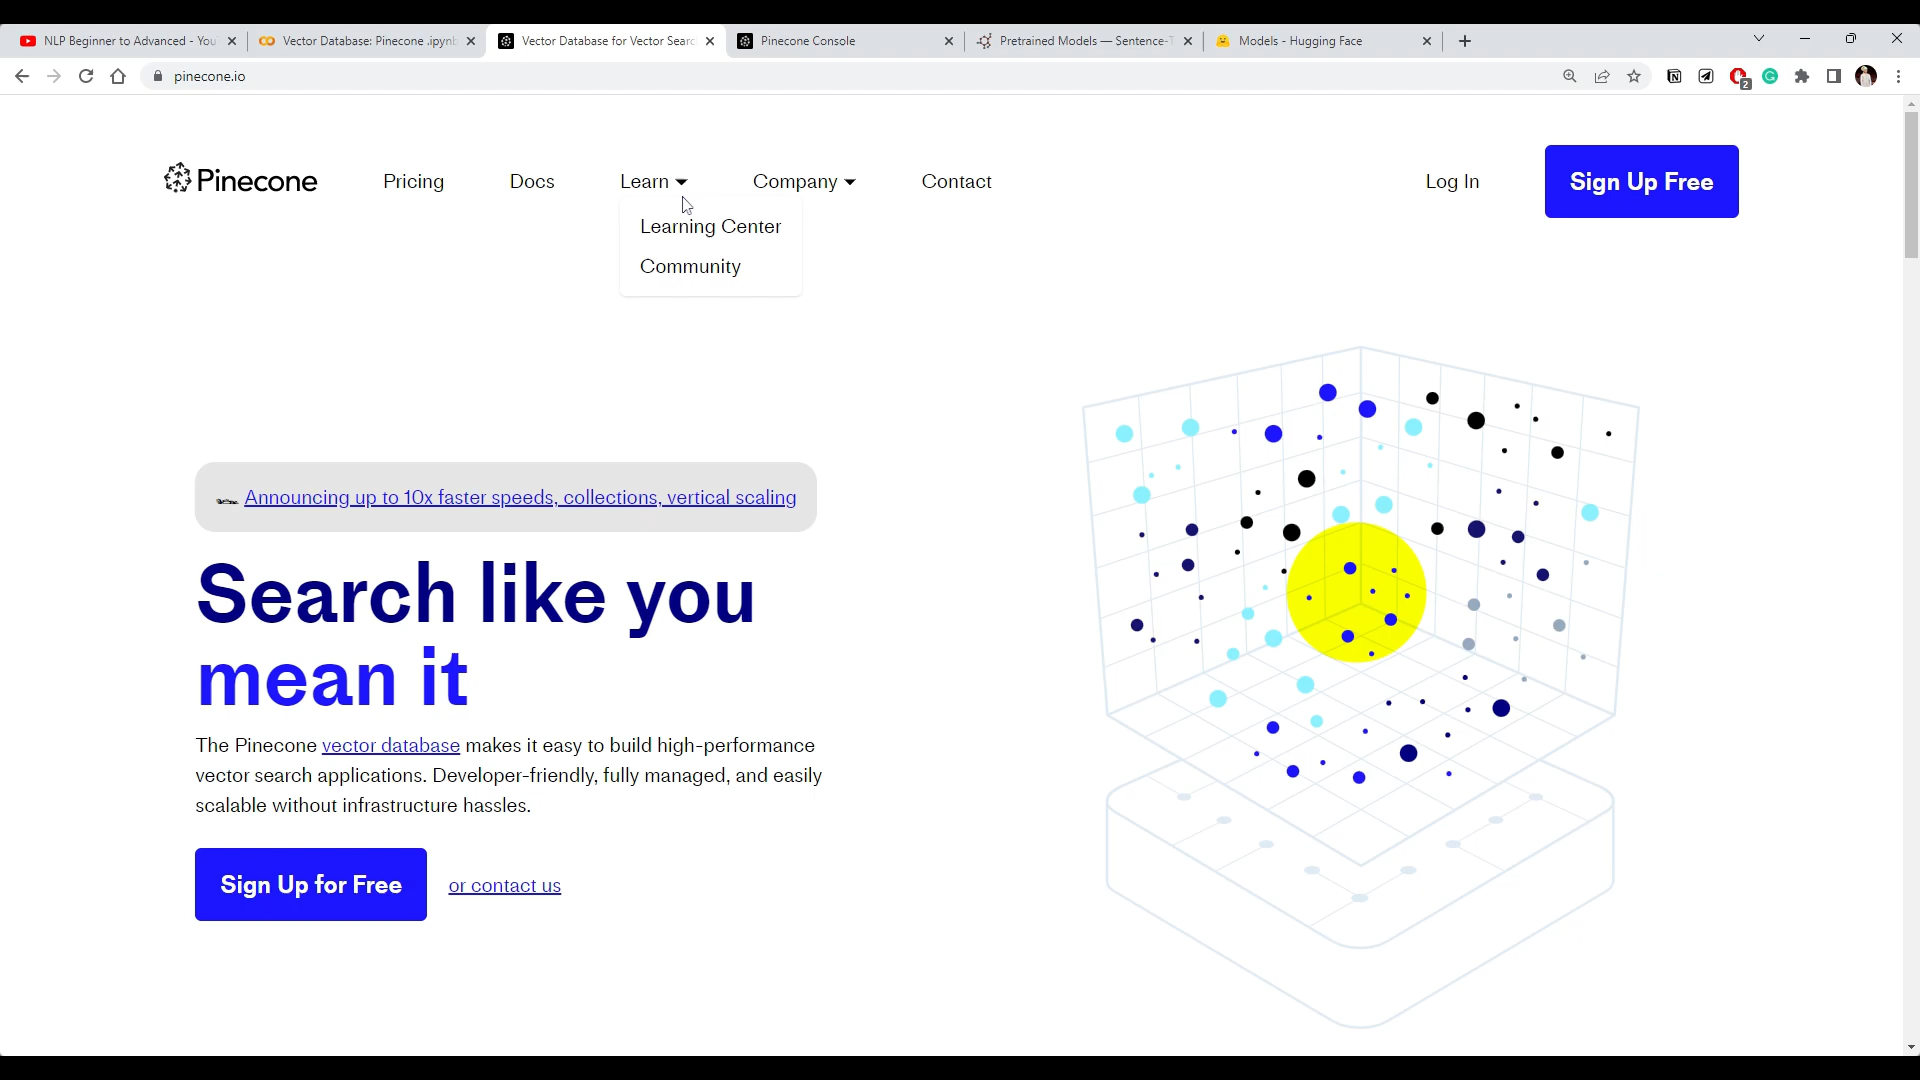 NLP Beginner to Advanced - You
Vector Database: Pinecone .ipynb
Vector Database for Vector Searc
Pinecone Console
Pretrained Models — Sentence-T
Models - Hugging Face
pinecone.io
2
Pinecone
Pricing
Docs
Learn
Company
Contact
Log In
Sign Up Free
Learning Center
Community
Announcing up to 10x faster speeds, collections, vertical scaling
Search like you
mean it
The Pinecone vector database makes it easy to build high-performance
vector search applications. Developer-friendly, fully managed, and easily
scalable without infrastructure hassles.
Sign Up for Free
or contact us